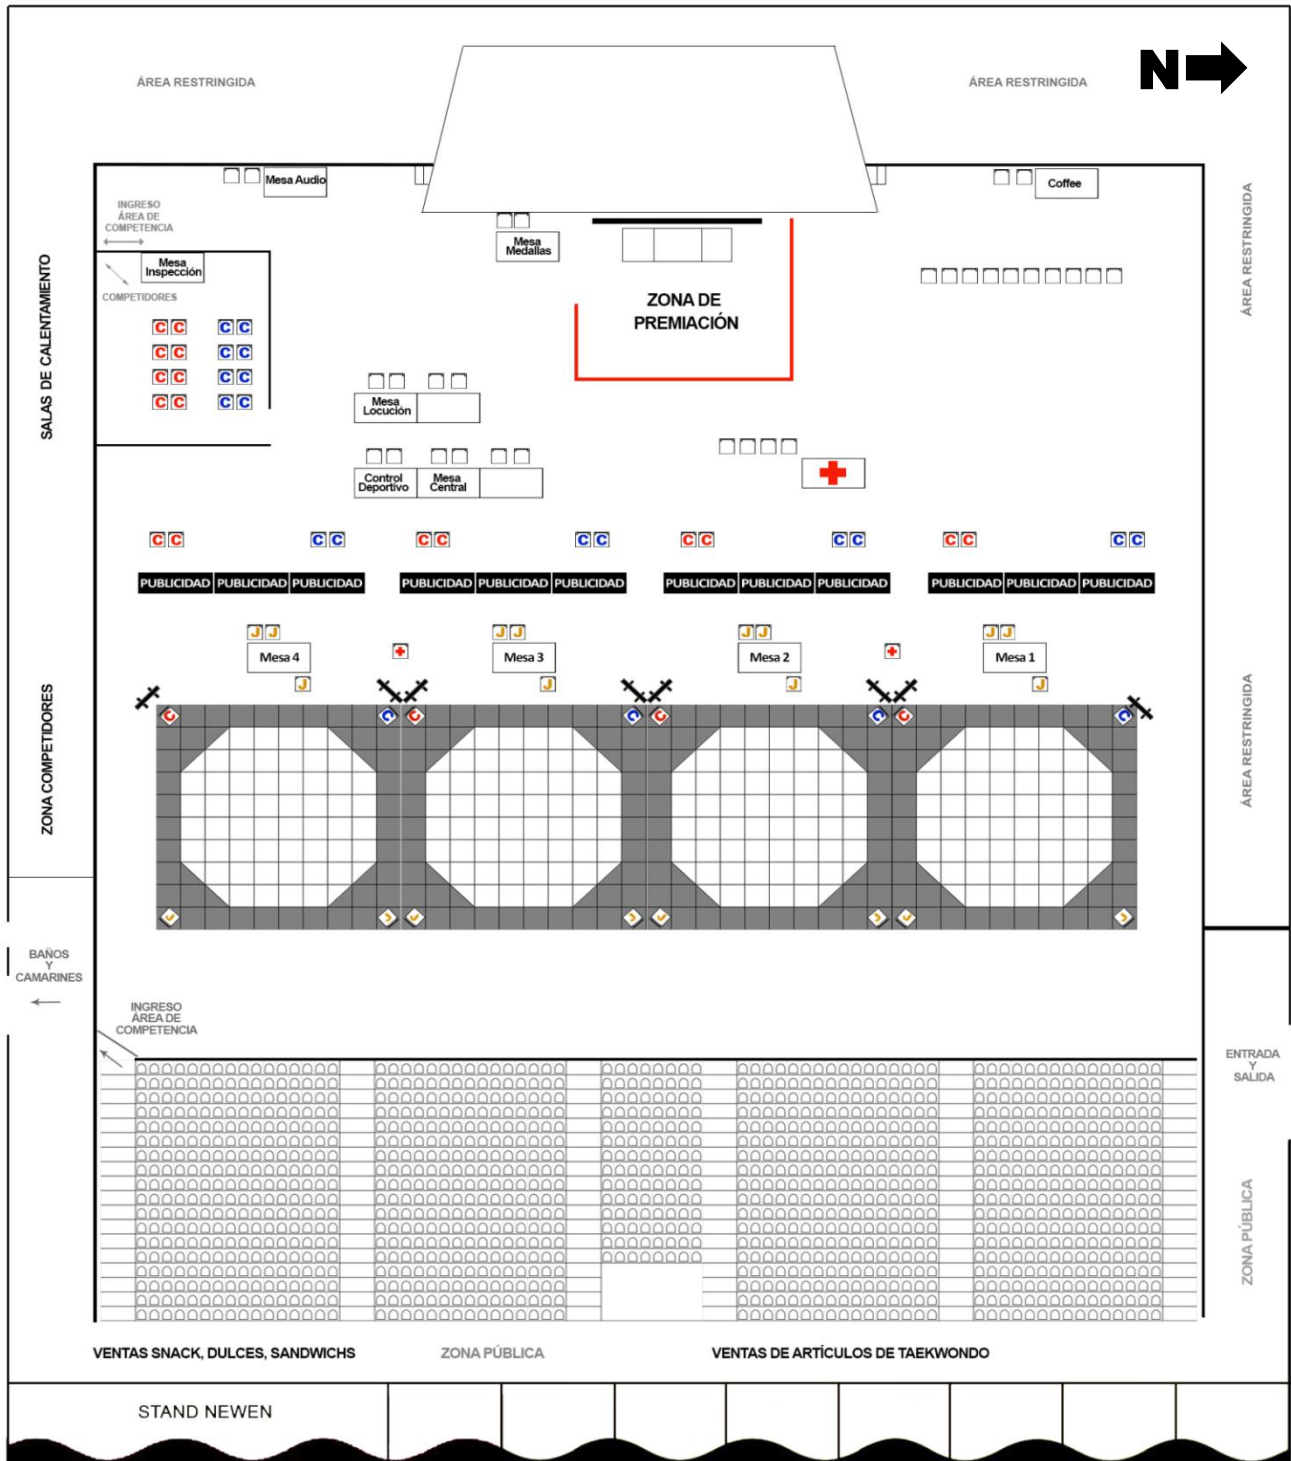 N
ÁREA RESTRINGIDA
ÁREA RESTRINGIDA
Mesa Audio
Coffee
INGRESO
ÁREA DE
COMPETENCIA
Mesa
Medallas
Mesa
Inspección
COMPETIDORES
ZONA DE
PREMIACIÓN
ÁREA RESTRINGIDA
SALAS DE CALENTAMIENTO
C C C C
C C C C
C C C C
C C C C
Mesa
Locución
Control
Deportivo
Mesa
Central
C C C C C C C C C C C C C C C C
PUBLICIDAD PUBLICIDAD PUBLICIDAD PUBLICIDAD PUBLICIDAD PUBLICIDAD PUBLICIDAD PUBLICIDAD PUBLICIDAD PUBLICIDAD PUBLICIDAD PUBLICIDAD
J J J J J J J J
Mesa 4 Mesa 3 Mesa 2 Mesa 1
J J J J
C C C C C C C C
ZONA COMPETIDORES
ÁREA RESTRINGIDA
J J J J J J J J
BAÑOS
Y
CAMARINES
INGRESO
ÁREA DE
COMPETENCIA
ENTRADA
Y
SALIDA
ZONA PÚBLICA
VENTAS SNACK, DULCES, SANDWICHS
ZONA PÚBLICA
VENTAS DE ARTÍCULOS DE TAEKWONDO
STAND NEWEN